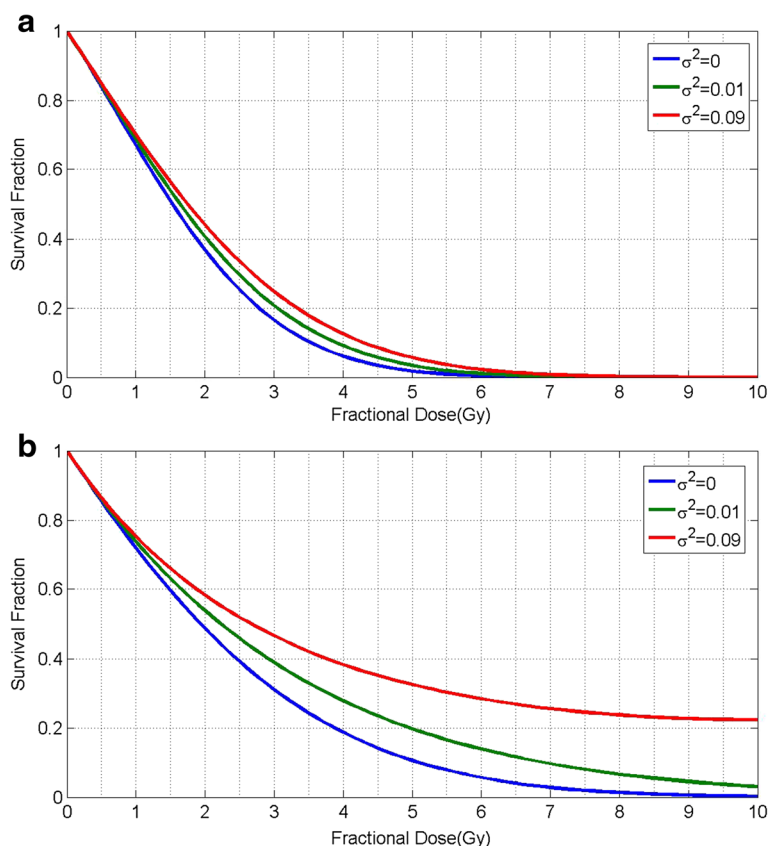 a
1
0.8
0.6
0.4
0.2
0
Survival Fraction
σ²=0
σ²=0.01
σ²=0.09
0 1 2 3 4 5 6 7 8 9 10
Fractional Dose(Gy)
b
1
0.8
0.6
0.4
0.2
0
Survival Fraction
σ²=0
σ²=0.01
σ²=0.09
0 1 2 3 4 5 6 7 8 9 10
Fractional Dose(Gy)